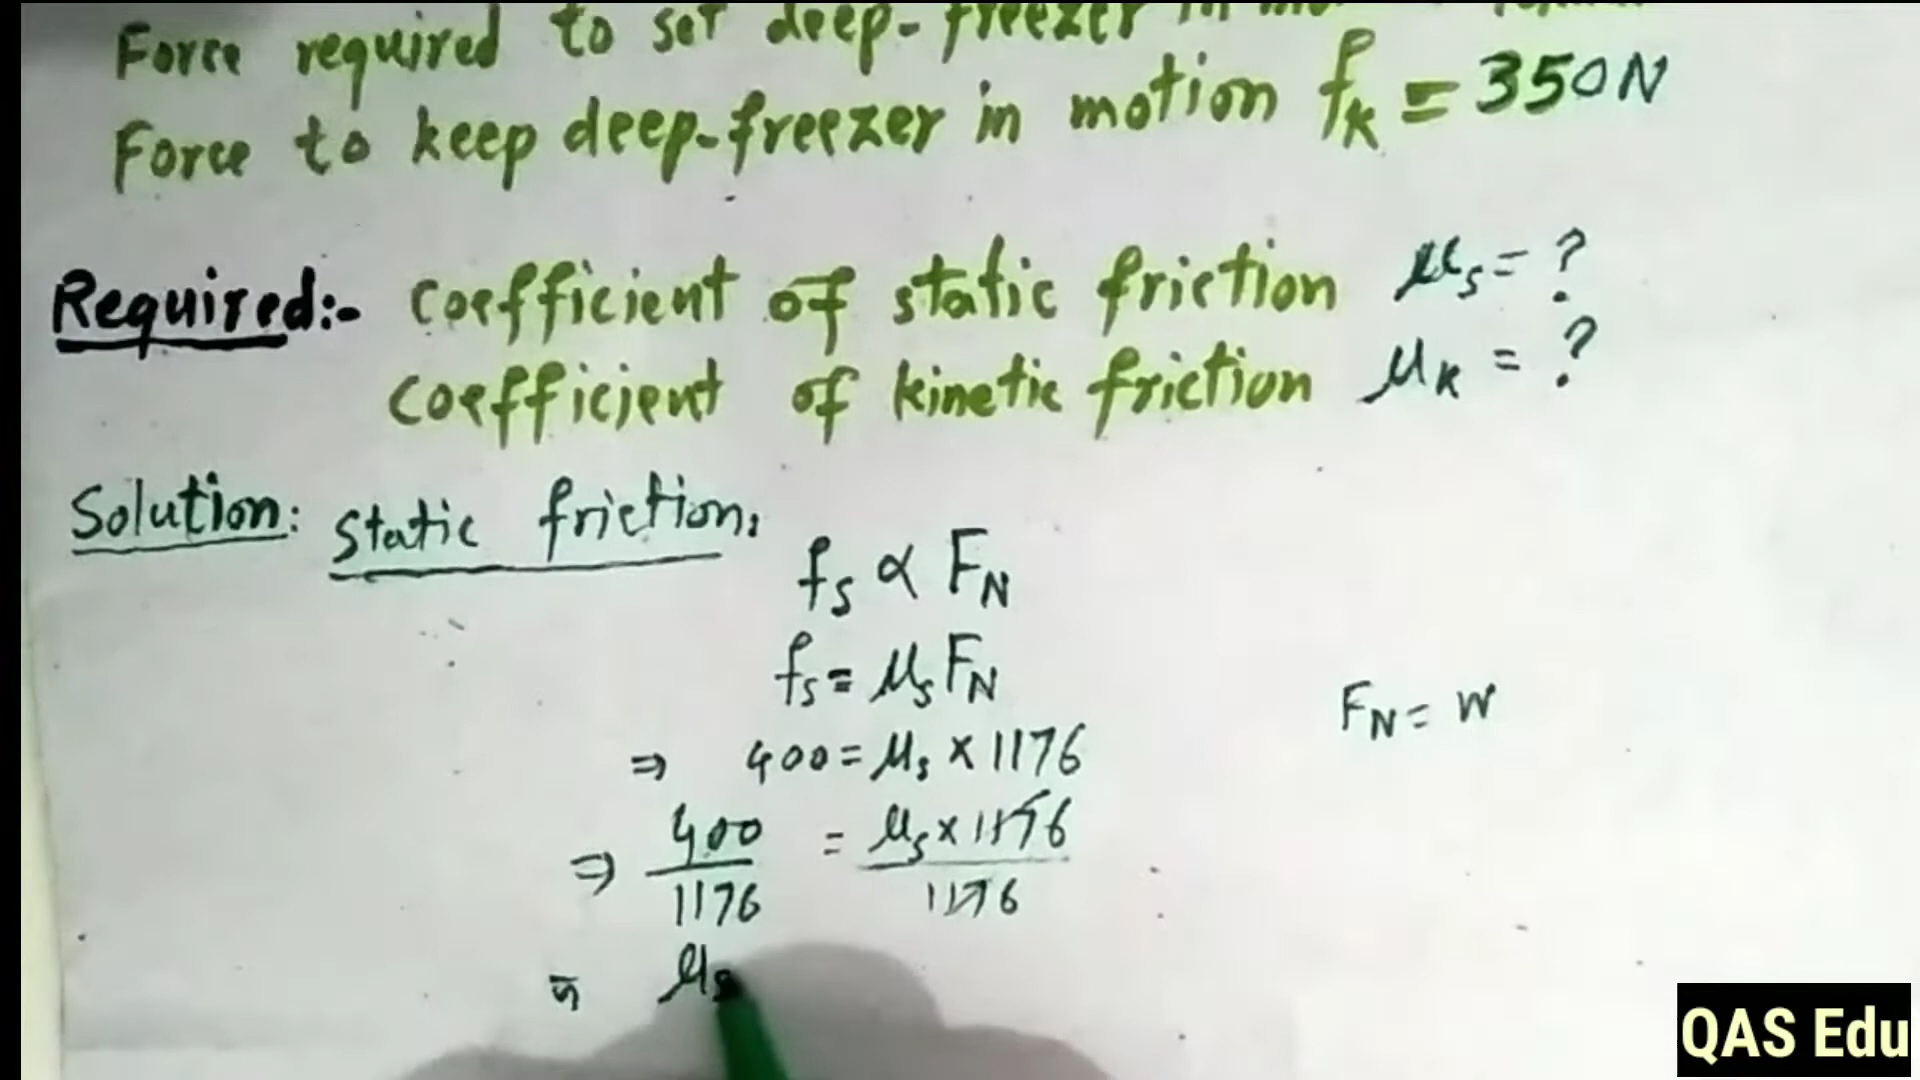 Force required to set deep-freezer in
Force to keep deep-freezer in motion fk = 350N
Required:- Coefficient of static friction μs = ?
Coefficient of kinetic friction μK = ?
Solution: Static friction:
fs ∝ FN
fs = μs FN
FN = W
⇒ 400 = μs × 1176
⇒ 400/1176 = μs × 1176/1176
μs
QAS Edu